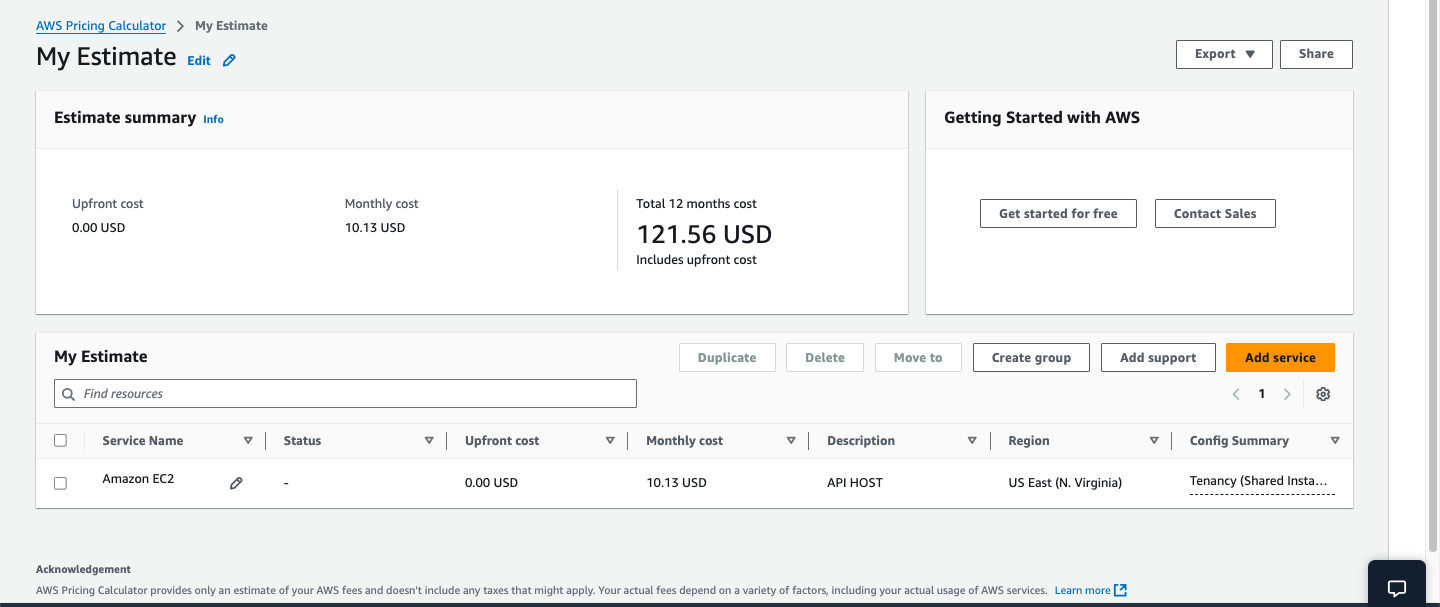 AWS Pricing Calculator > My Estimate
My Estimate Edit
Export ▼ Share
Estimate summary Info
Getting Started with AWS
Upfront cost Monthly cost Total 12 months cost
0.00 USD 10.13 USD 121.56 USD
Includes upfront cost
Get started for free Contact Sales
My Estimate
Duplicate Delete Move to Create group Add support Add service
Find resources
1
Service Name Status Upfront cost Monthly cost Description Region Config Summary
Amazon EC2 - 0.00 USD 10.13 USD API HOST US East (N. Virginia) Tenancy (Shared Insta…
Acknowledgement
AWS Pricing Calculator provides only an estimate of your AWS fees and doesn't include any taxes that might apply. Your actual fees depend on a variety of factors, including your actual usage of AWS services. Learn more